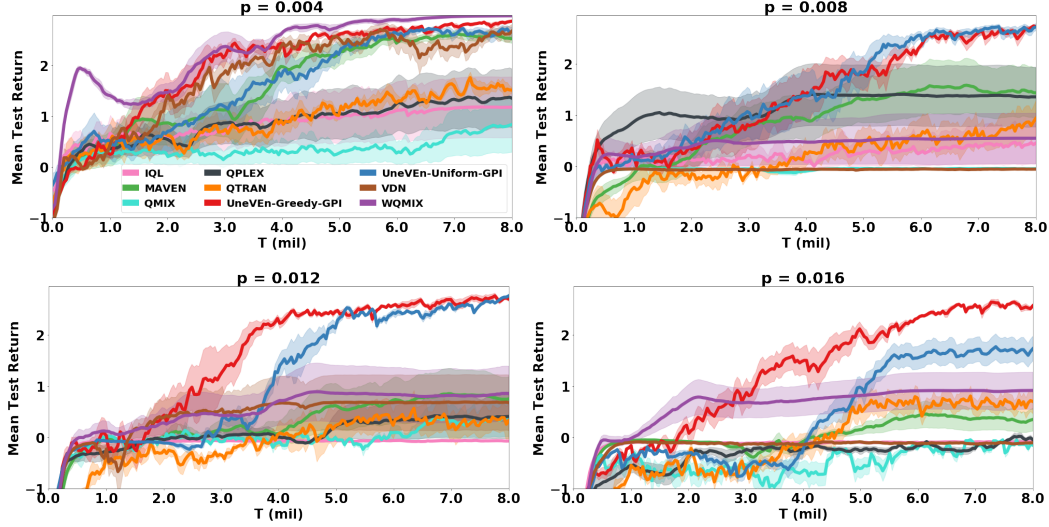 p = 0.004
Mean Test Return
2
1
0
−1
IQL
MAVEN
QMIX
QPLEX
QTRAN
UneVEn-Greedy-GPI
UneVEn-Uniform-GPI
VDN
WQMIX
0.0 1.0 2.0 3.0 4.0 5.0 6.0 7.0 8.0
T (mil)
p = 0.008
Mean Test Return
2
1
0
−1
0.0 1.0 2.0 3.0 4.0 5.0 6.0 7.0 8.0
T (mil)
p = 0.012
Mean Test Return
2
1
0
−1
0.0 1.0 2.0 3.0 4.0 5.0 6.0 7.0 8.0
T (mil)
p = 0.016
Mean Test Return
2
1
0
−1
0.0 1.0 2.0 3.0 4.0 5.0 6.0 7.0 8.0
T (mil)